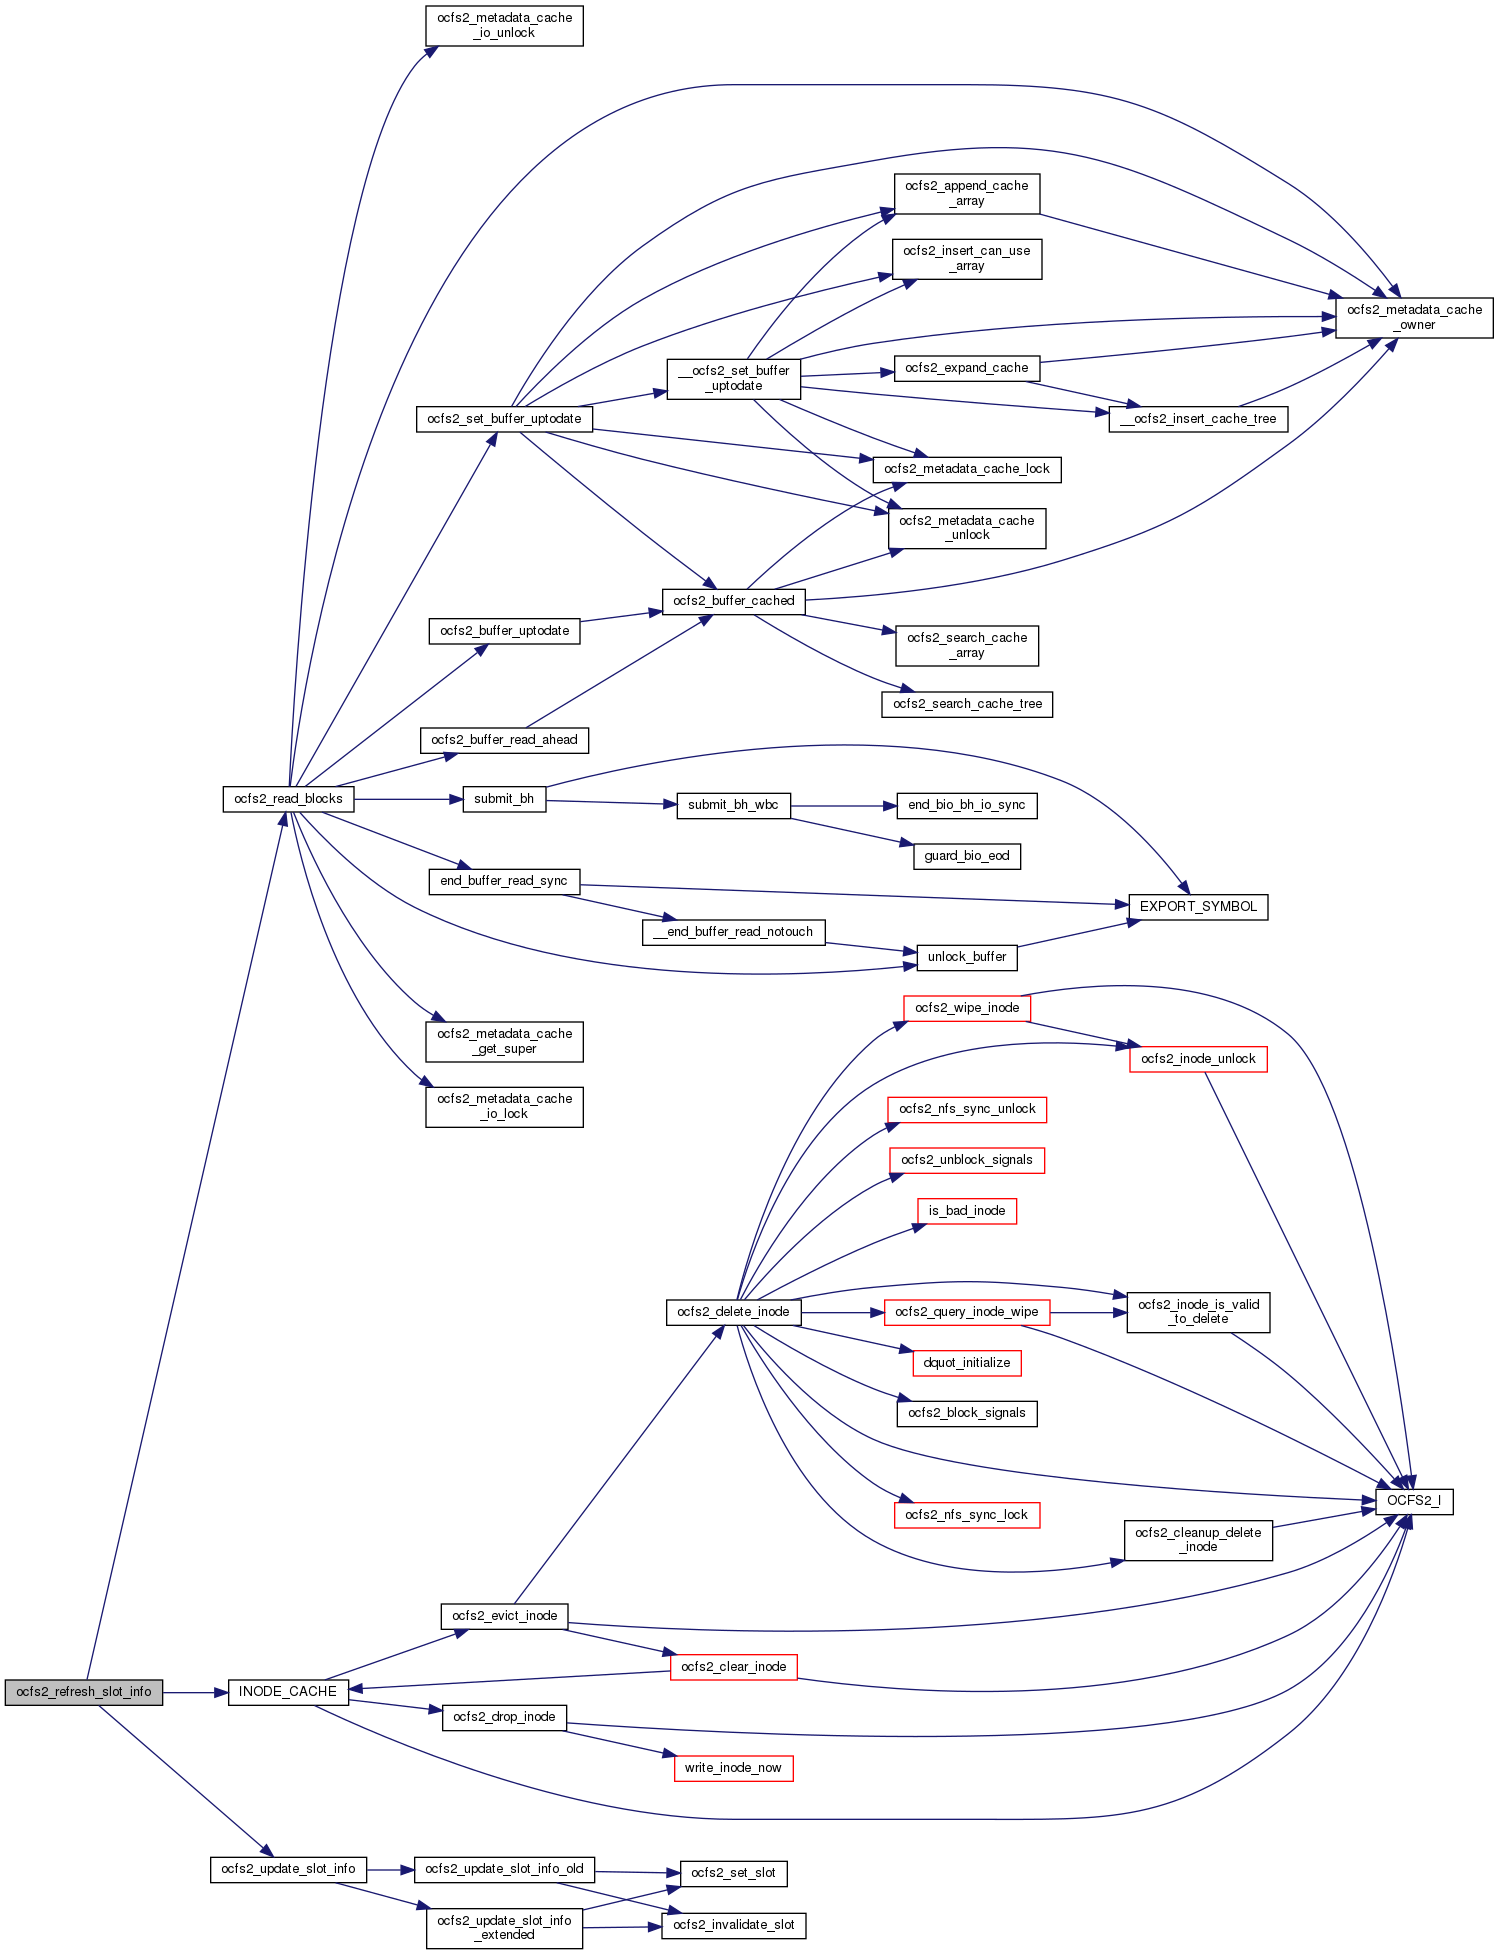 ocfs2_metadata_cache
_io_unlock
ocfs2_append_cache
_array
ocfs2_insert_can_use
_array
ocfs2_metadata_cache
_owner
__ocfs2_set_buffer
_uptodate
ocfs2_expand_cache
ocfs2_set_buffer_uptodate
__ocfs2_insert_cache_tree
ocfs2_metadata_cache_lock
ocfs2_metadata_cache
_unlock
ocfs2_buffer_cached
ocfs2_buffer_uptodate
ocfs2_search_cache
_array
ocfs2_search_cache_tree
ocfs2_buffer_read_ahead
ocfs2_read_blocks
submit_bh
submit_bh_wbc
end_bio_bh_io_sync
guard_bio_eod
end_buffer_read_sync
EXPORT_SYMBOL
__end_buffer_read_notouch
unlock_buffer
ocfs2_wipe_inode
ocfs2_metadata_cache
_get_super
ocfs2_inode_unlock
ocfs2_metadata_cache
_io_lock
ocfs2_nfs_sync_unlock
ocfs2_unblock_signals
is_bad_inode
ocfs2_delete_inode
ocfs2_query_inode_wipe
ocfs2_inode_is_valid
_to_delete
dquot_initialize
ocfs2_block_signals
OCFS2_I
ocfs2_nfs_sync_lock
ocfs2_cleanup_delete
_inode
ocfs2_evict_inode
ocfs2_clear_inode
ocfs2_refresh_slot_info
INODE_CACHE
ocfs2_drop_inode
write_inode_now
ocfs2_update_slot_info
ocfs2_update_slot_info_old
ocfs2_set_slot
ocfs2_update_slot_info
_extended
ocfs2_invalidate_slot